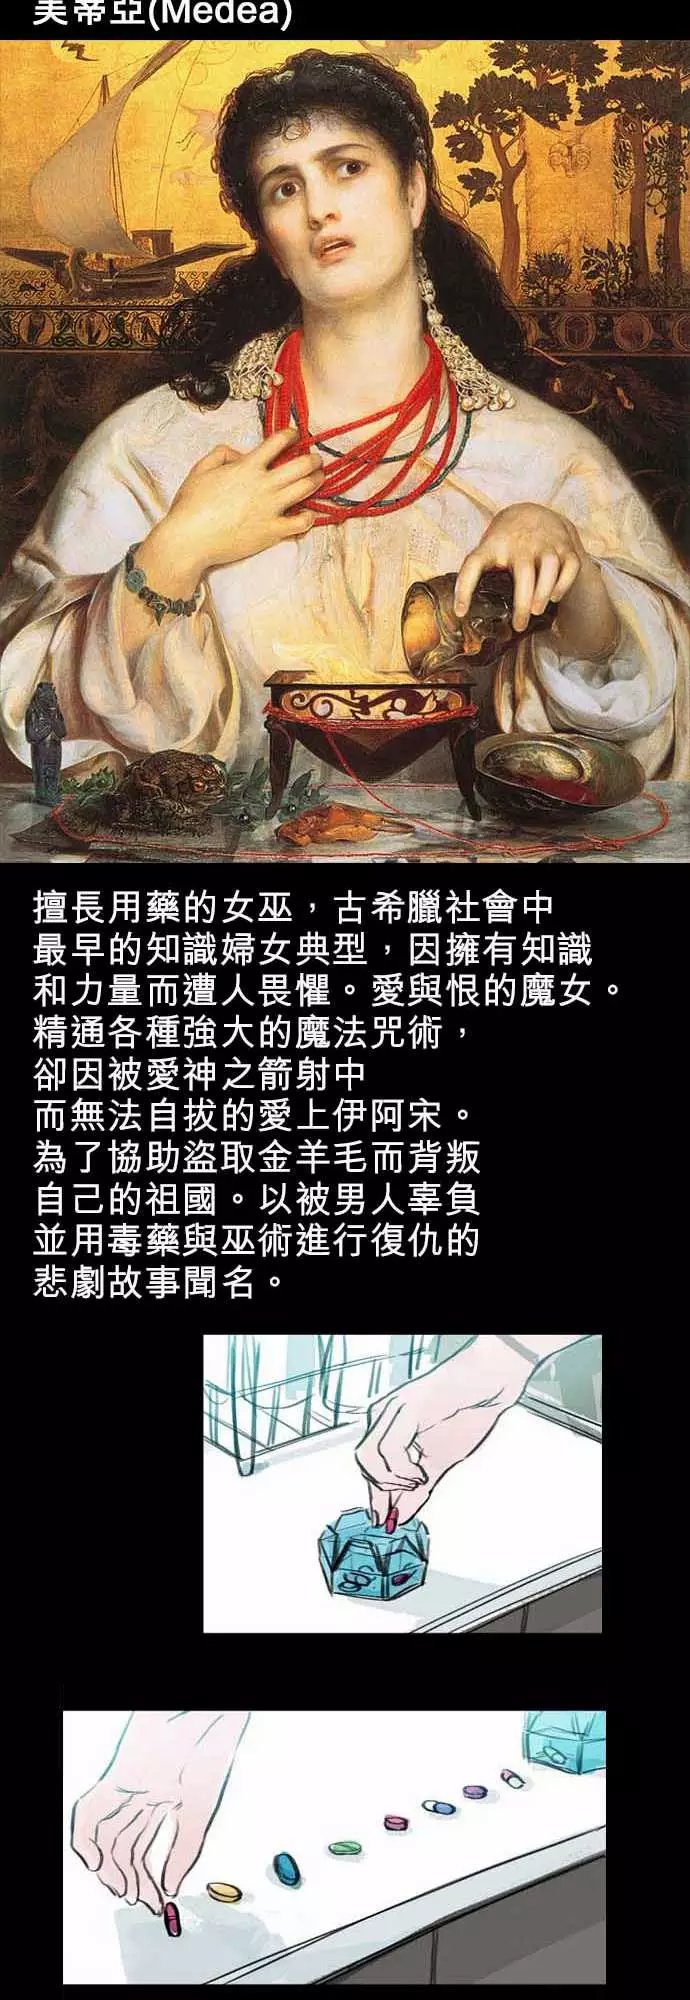 美蒂亞(Medea)
擅長用藥的女巫，古希臘社會中
最早的知識婦女典型，因擁有知識
和力量而遭人畏懼。愛與恨的魔女。
精通各種強大的魔法咒術，
卻因被愛神之箭射中
而無法自拔的愛上伊阿宋。
為了協助盜取金羊毛而背叛
自己的祖國。以被男人辜負
並用毒藥與巫術進行復仇的
悲劇故事聞名。